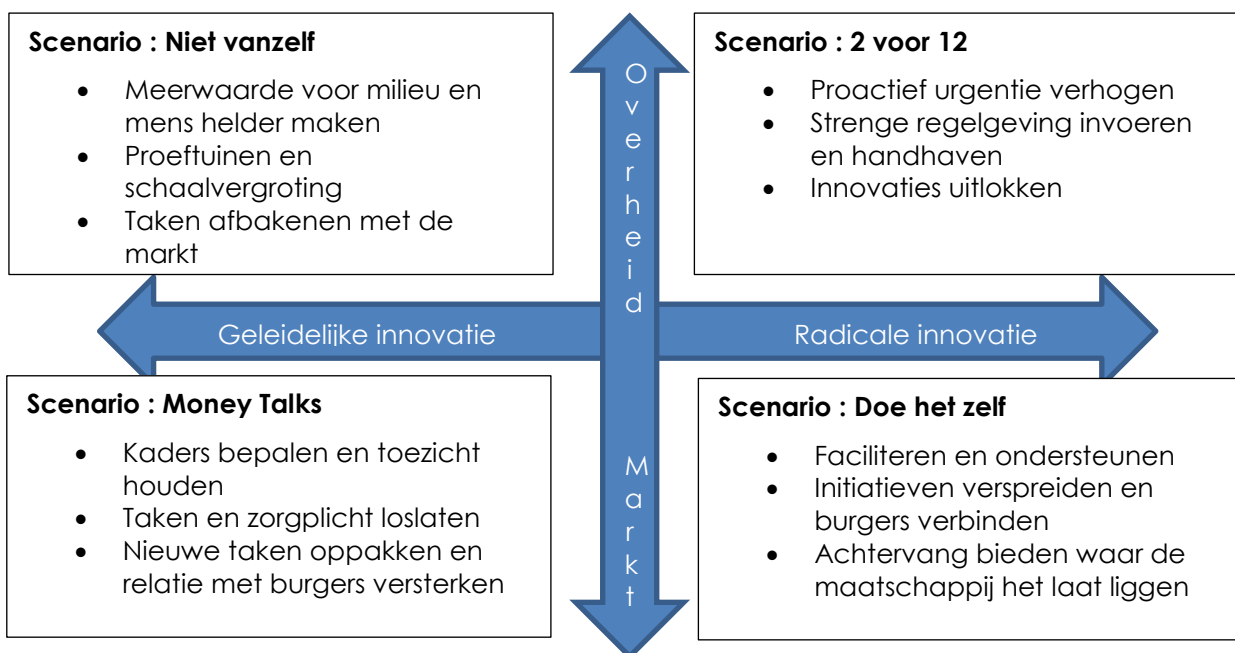 Scenario : Niet vanzelf
• Meerwaarde voor milieu en
mens helder maken
• Proeftuinen en
schaalvergroting
• Taken afbakenen met de
markt
Scenario : 2 voor 12
• Proactief urgentie verhogen
• Strenge regelgeving invoeren
en handhaven
• Innovaties uitlokken
Overheid
Geleidelijke innovatie
Radicale innovatie
Markt
Scenario : Money Talks
• Kaders bepalen en toezicht
houden
• Taken en zorgplicht loslaten
• Nieuwe taken oppakken en
relatie met burgers versterken
Scenario : Doe het zelf
• Faciliteren en ondersteunen
• Initiatieven verspreiden en
burgers verbinden
• Achtervang bieden waar de
maatschappij het laat liggen